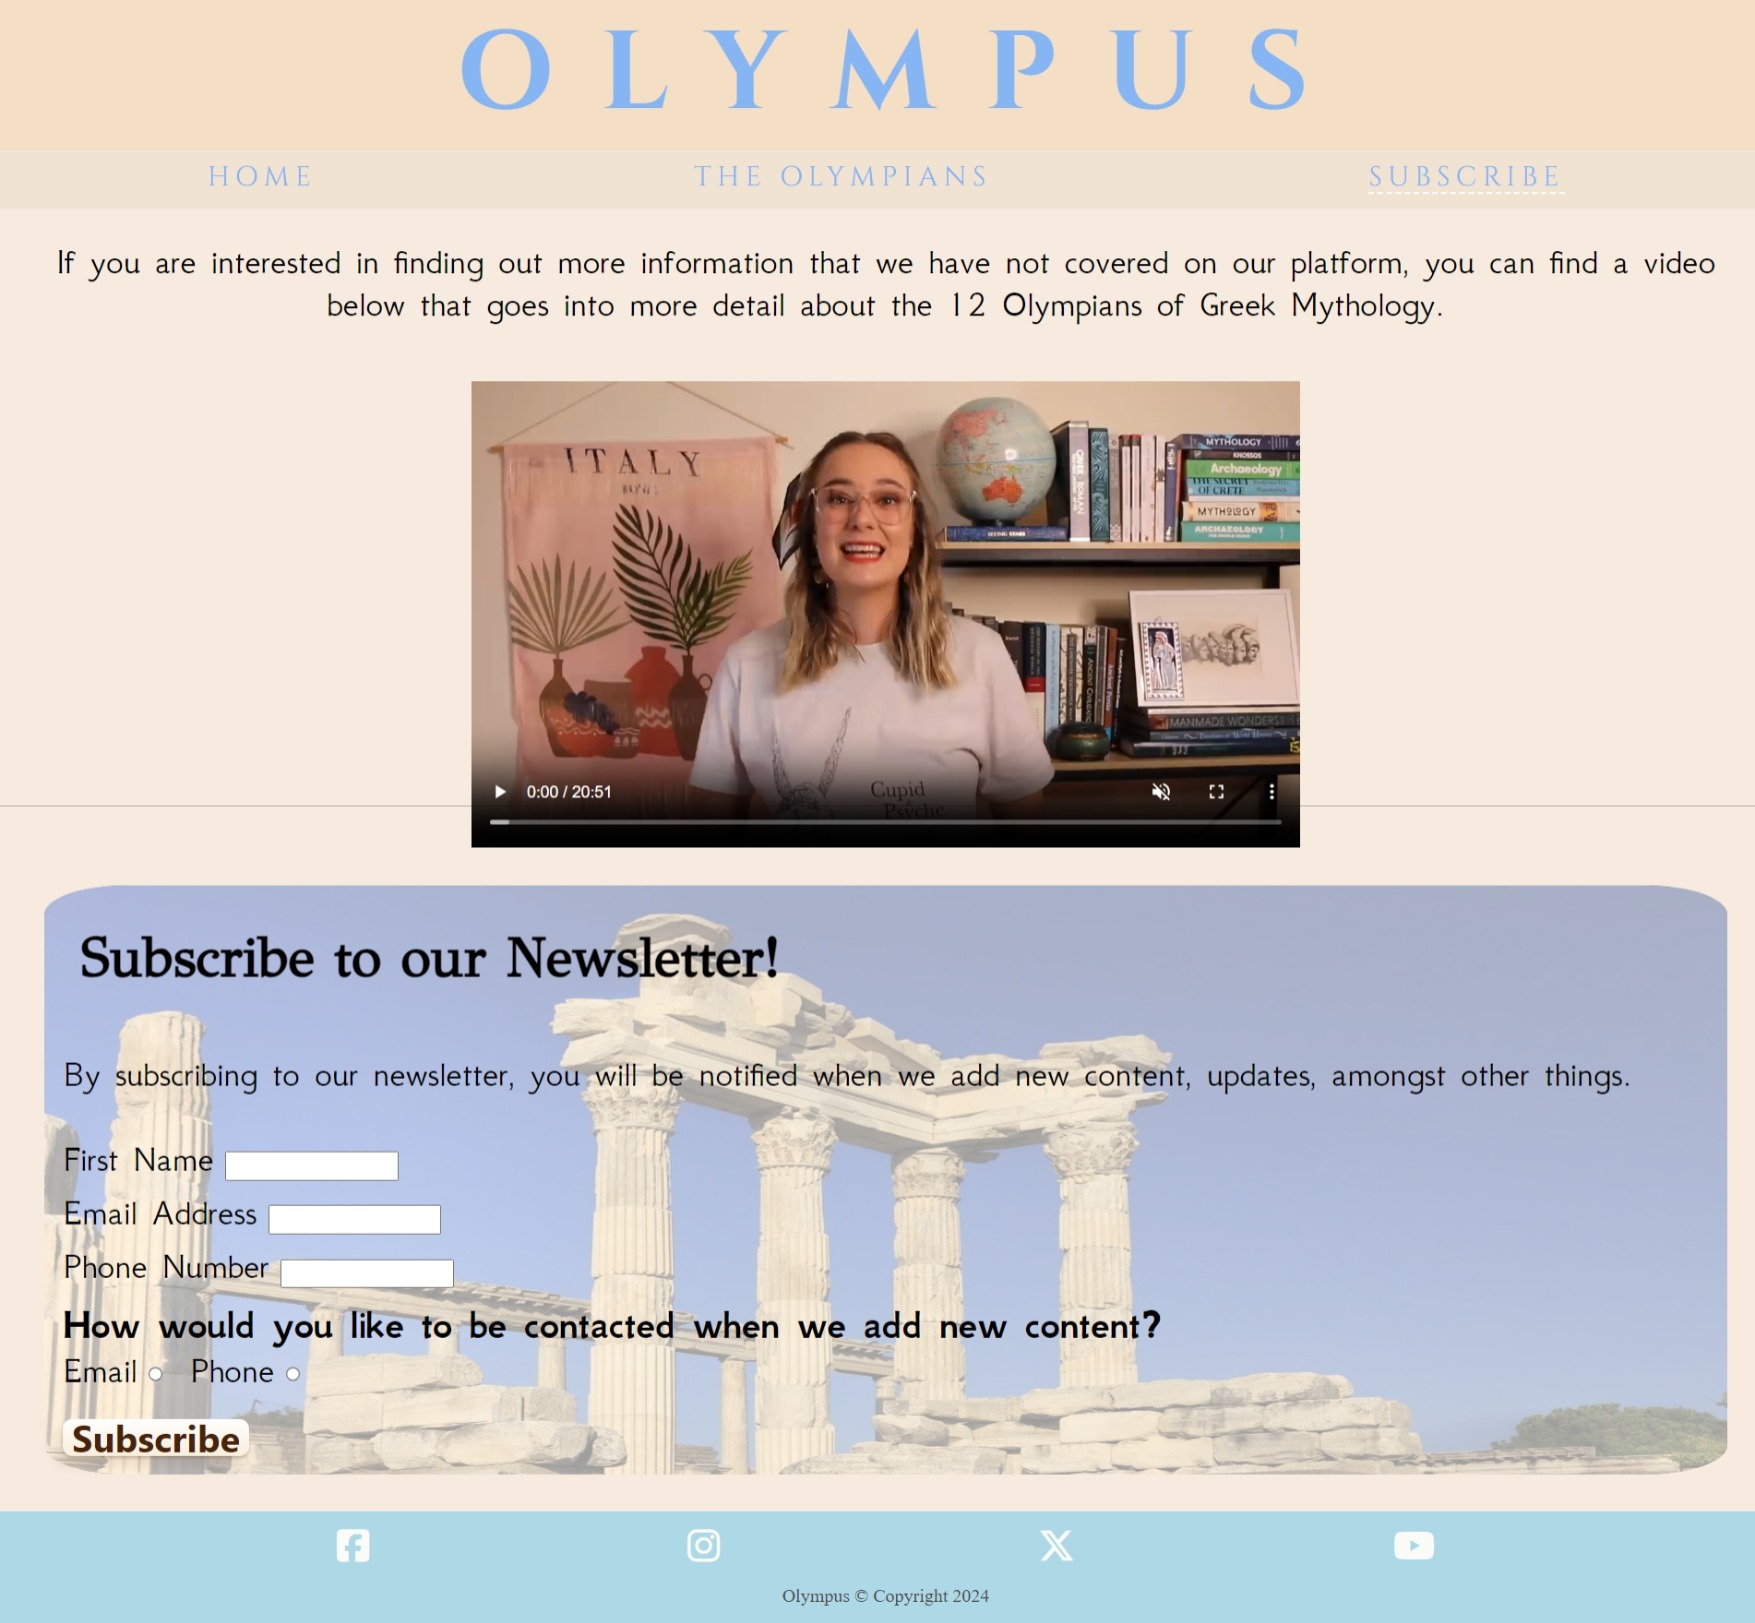 OLYMPUS
HOME THE OLYMPIANS SUBSCRIBE
If you are interested in finding out more information that we have not covered on our platform, you can find a video
below that goes into more detail about the 12 Olympians of Greek Mythology.
ITALY
MYTHOLOGY
KNOSSOS
Archaeology
THE SECRET
OF CRETE
MYTHOLOGY
ARCHAEOLOGY
SEEING STARS
MANMADE WONDERS
Cupid
Psyche
0:00 / 20:51
Subscribe to our Newsletter!
By subscribing to our newsletter, you will be notified when we add new content, updates, amongst other things.
First Name
Email Address
Phone Number
How would you like to be contacted when we add new content?
Email Phone
Subscribe
Olympus © Copyright 2024